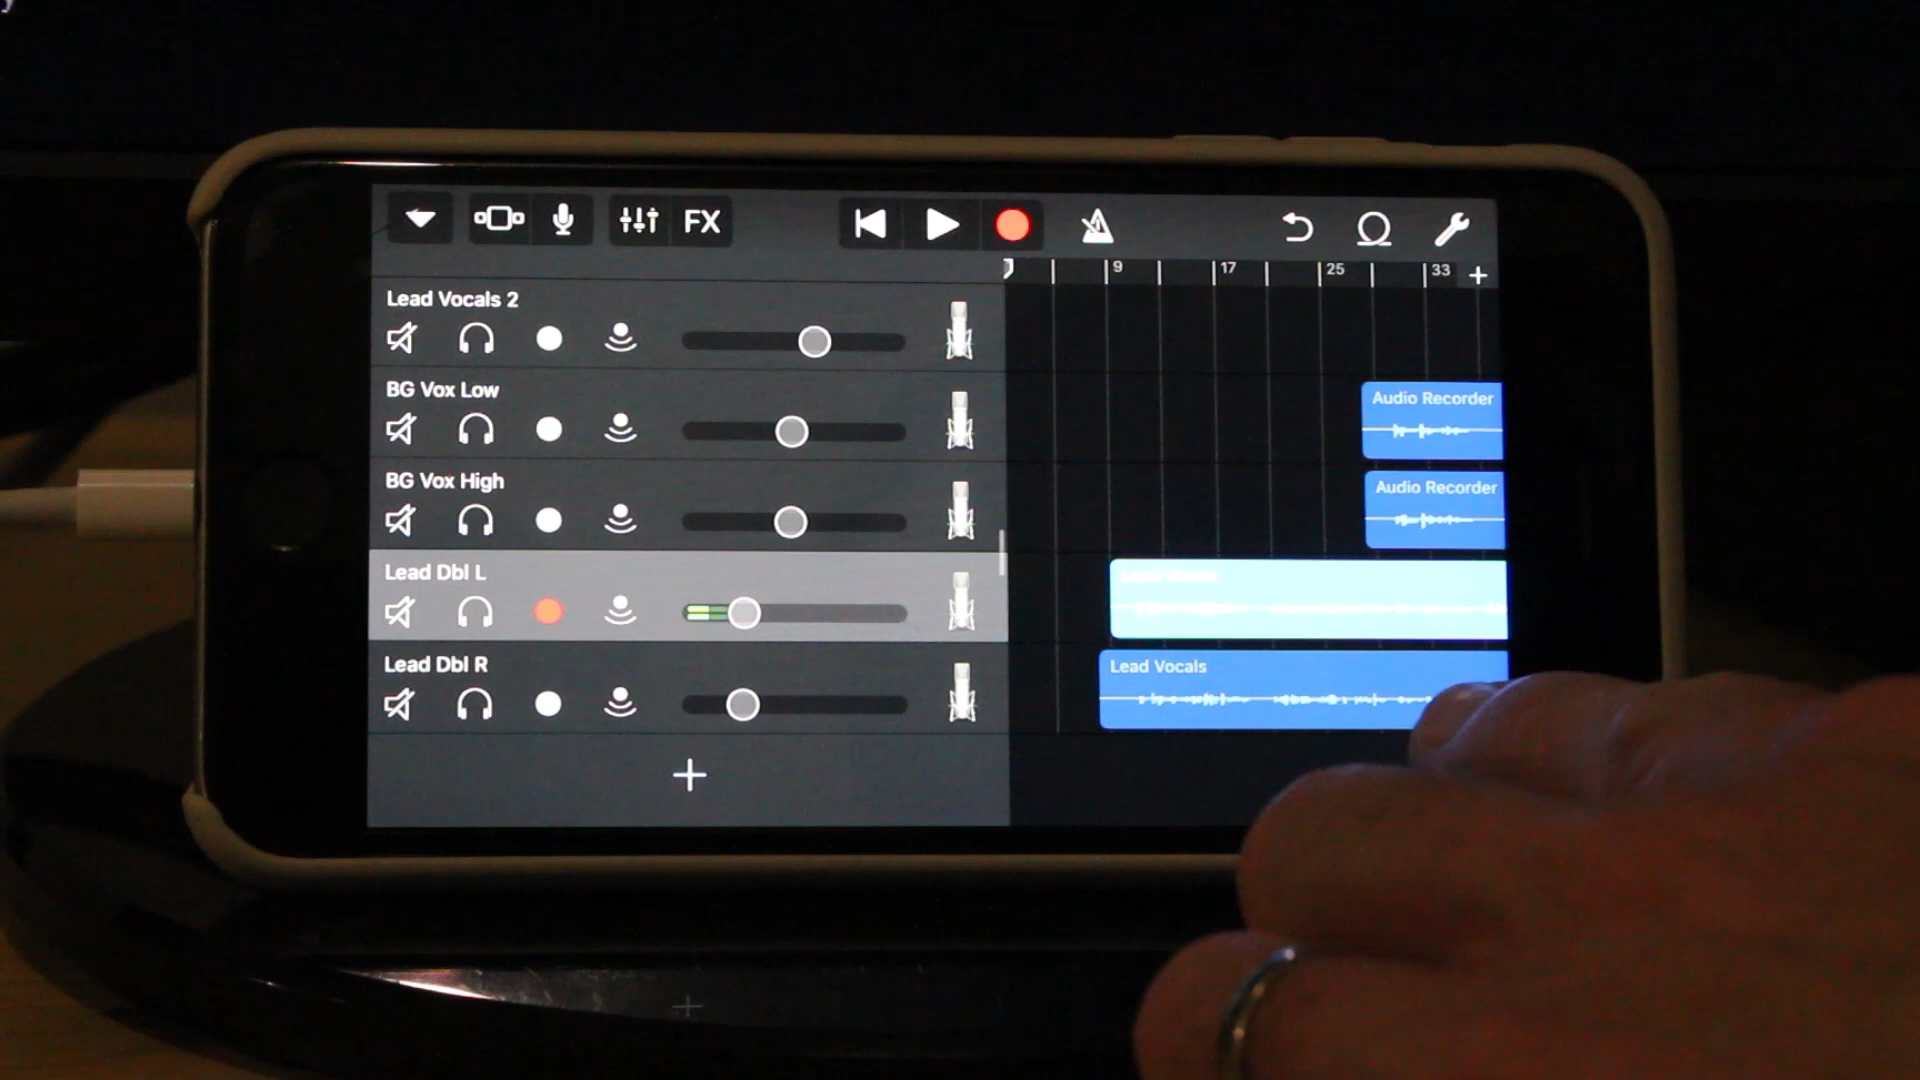 FX
9 17 25 33
Lead Vocals 2
BG Vox Low
Audio Recorder
BG Vox High
Audio Recorder
Lead Dbl L
Lead Dbl R
Lead Vocals